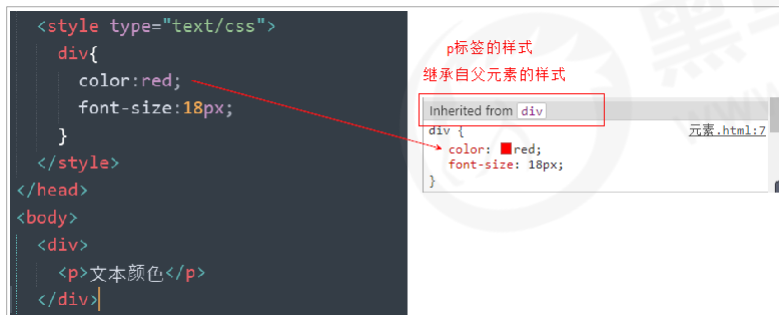 <style type="text/css">
div{
color:red;
font-size:18px;
}
</style>
</head>
<body>
<div>
<p>文本颜色</p>
</div>
p标签的样式
继承自父元素的样式
Inherited from div
div {
元素.html:7
color: red;
font-size: 18px;
}
黑